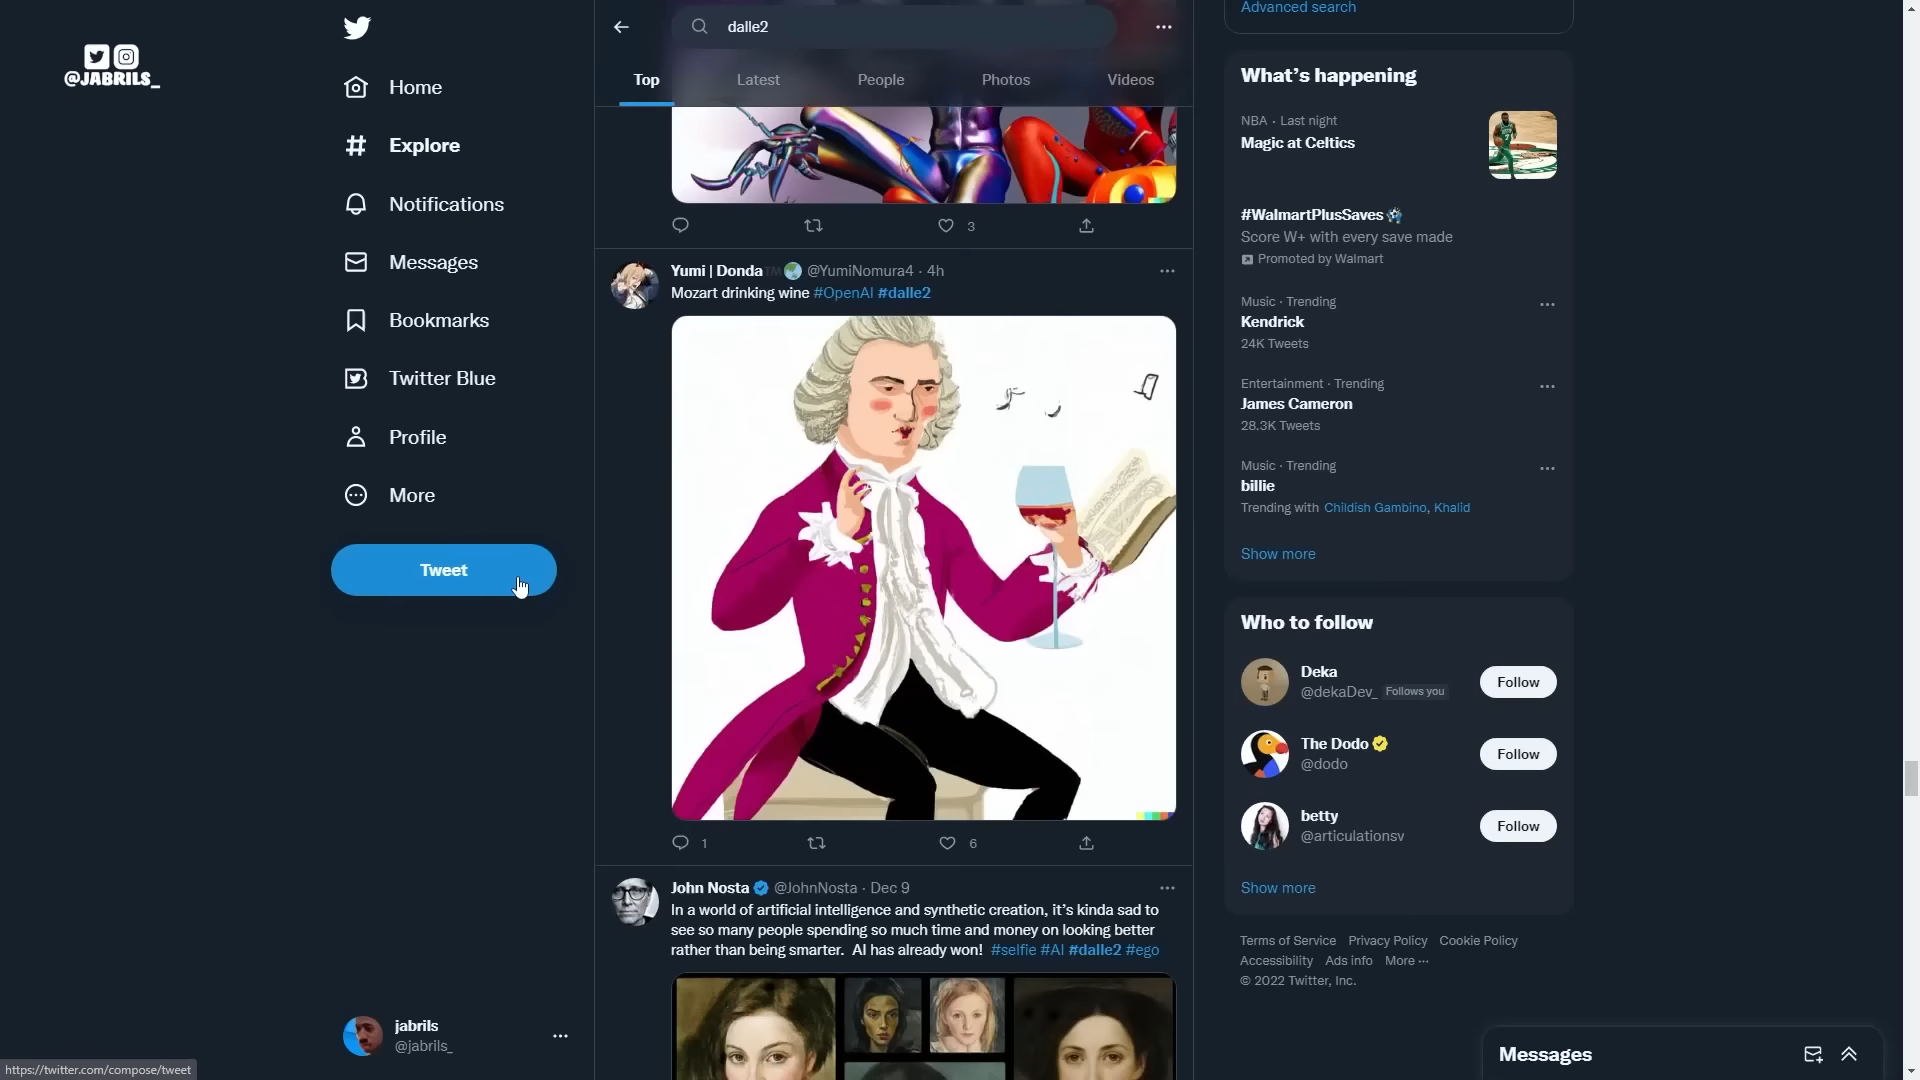 @JABRILS_
Home
Explore
Notifications
Messages
Bookmarks
Twitter Blue
Profile
More
Tweet
jabrils
@jabrils_
https://twitter.com/compose/tweet
dalle2
Top Latest People Photos Videos
3
Yumi | Donda™ @YumiNomura4 · 4h
Mozart drinking wine #OpenAI #dalle2
1 6
John Nosta @JohnNosta · Dec 9
In a world of artificial intelligence and synthetic creation, it's kinda sad to
see so many people spending so much time and money on looking better
rather than being smarter. AI has already won! #selfie #AI #dalle2 #ego
Advanced search
What's happening
NBA · Last night
Magic at Celtics
#WalmartPlusSaves
Score W+ with every save made
Promoted by Walmart
Music · Trending
Kendrick
24K Tweets
Entertainment · Trending
James Cameron
28.3K Tweets
Music · Trending
billie
Trending with Childish Gambino, Khalid
Show more
Who to follow
Deka
@dekaDev_ Follows you
Follow
The Dodo
@dodo
Follow
betty
@articulationsv
Follow
Show more
Terms of Service Privacy Policy Cookie Policy
Accessibility Ads info More ···
© 2022 Twitter, Inc.
Messages